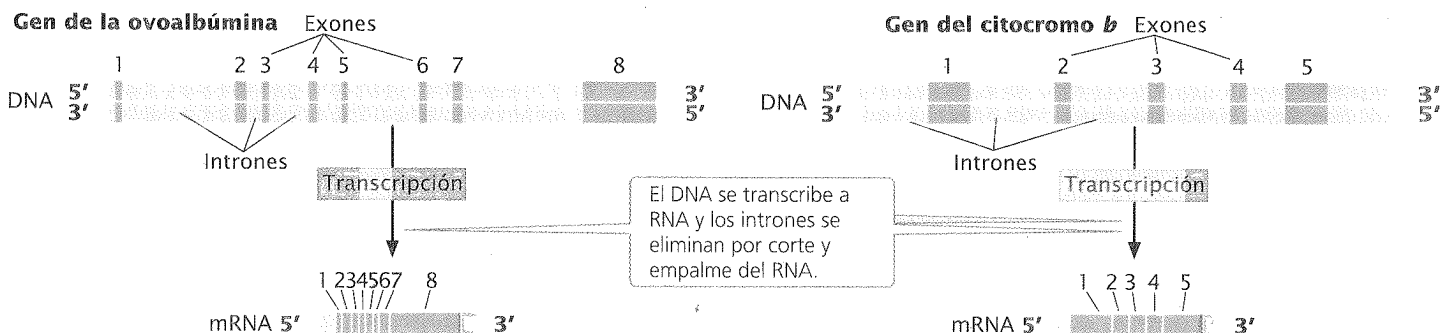 Gen de la ovoalbúmina Exones
1 2 3 4 5 6 7 8
DNA 5′ 3′
3′ 5′
Intrones
Transcripción
1 2 3 4 5 6 7 8
mRNA 5′ 3′
El DNA se transcribe a
RNA y los intrones se
eliminan por corte y
empalme del RNA.
Gen del citocromo b Exones
1 2 3 4 5
DNA 5′ 3′
3′ 5′
Intrones
Transcripción
1 2 3 4 5
mRNA 5′ 3′